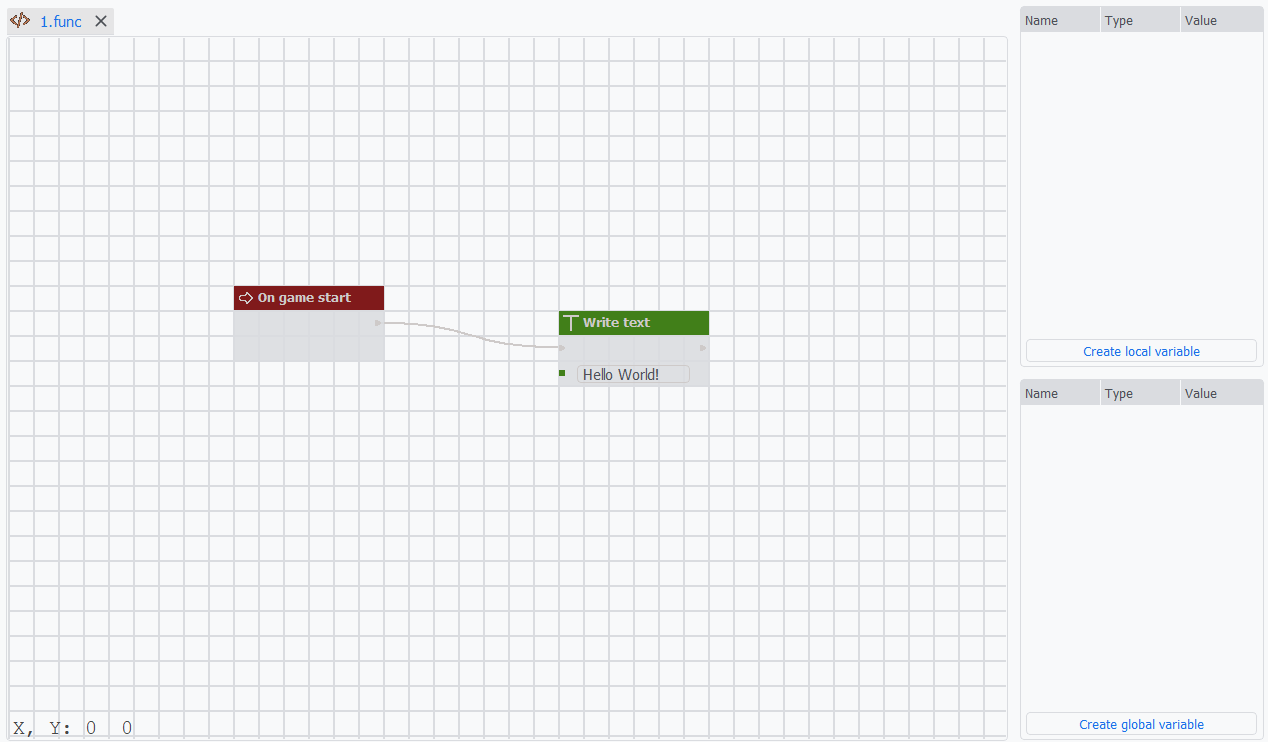 1.func
Name Type Value
On game start
Write text
Hello World!
Create local variable
Name Type Value
Create global variable
X, Y: 0 0